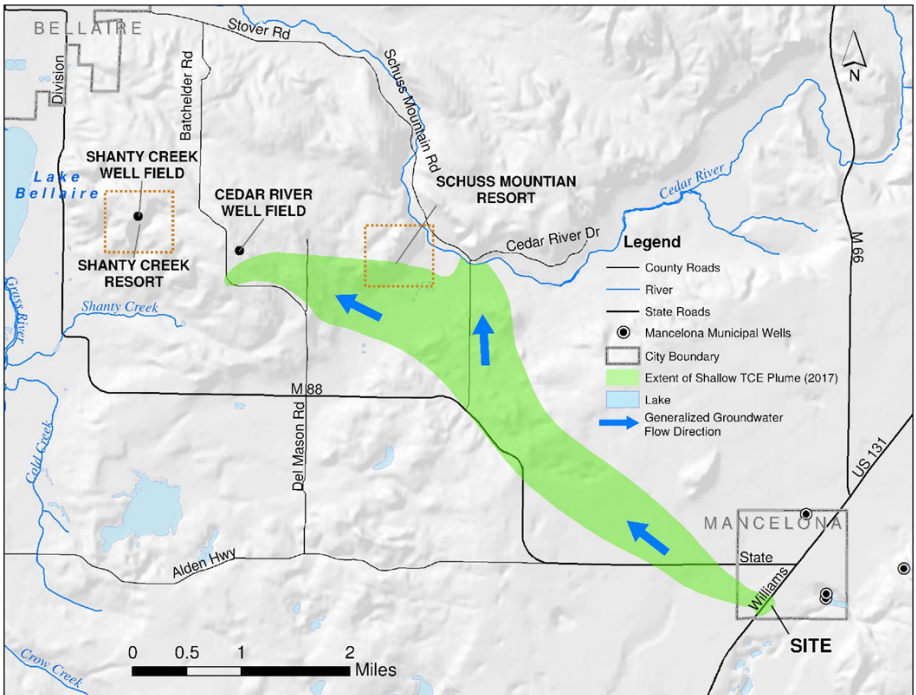 BELLAIRE
Stover Rd
Division
Batchelder Rd
Schuss Mountain Rd
N
SHANTY CREEK
WELL FIELD
Lake
Bellaire
CEDAR RIVER
WELL FIELD
SCHUSS MOUNTIAN
RESORT
Cedar River
Cedar River Dr
M 66
SHANTY CREEK
RESORT
Grass River
Shanty Creek
Legend
County Roads
River
State Roads
Mancelona Municipal Wells
City Boundary
Extent of Shallow TCE Plume (2017)
Lake
Generalized Groundwater
Flow Direction
M 88
Del Mason Rd
Cold Creek
US 131
MANCELONA
Alden Hwy
State
Williams
SITE
Crow Creek
0 0.5 1 2
Miles